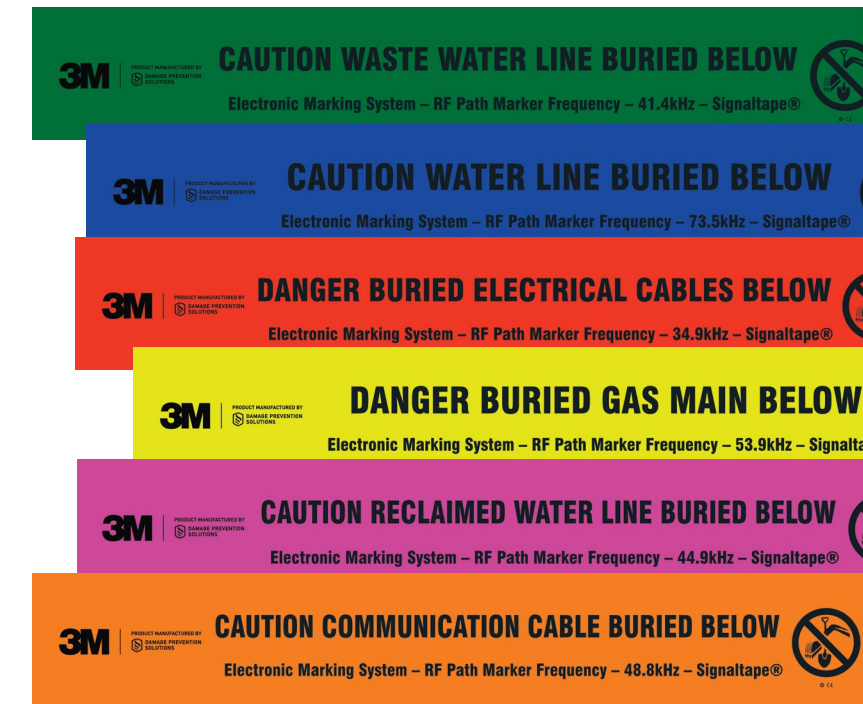 3M
PRODUCT MANUFACTURED BY
DAMAGE PREVENTION
SOLUTIONS
CAUTION WASTE WATER LINE BURIED BELOW
Electronic Marking System – RF Path Marker Frequency – 41.4kHz – Signaltape®
3M
PRODUCT MANUFACTURED BY
DAMAGE PREVENTION
SOLUTIONS
CAUTION WATER LINE BURIED BELOW
Electronic Marking System – RF Path Marker Frequency – 73.5kHz – Signaltape®
3M
PRODUCT MANUFACTURED BY
DAMAGE PREVENTION
SOLUTIONS
DANGER BURIED ELECTRICAL CABLES BELOW
Electronic Marking System – RF Path Marker Frequency – 34.9kHz – Signaltape®
3M
PRODUCT MANUFACTURED BY
DAMAGE PREVENTION
SOLUTIONS
DANGER BURIED GAS MAIN BELOW
Electronic Marking System – RF Path Marker Frequency – 53.9kHz – Signalta
3M
PRODUCT MANUFACTURED BY
DAMAGE PREVENTION
SOLUTIONS
CAUTION RECLAIMED WATER LINE BURIED BELOW
Electronic Marking System – RF Path Marker Frequency – 44.9kHz – Signaltape®
3M
PRODUCT MANUFACTURED BY
DAMAGE PREVENTION
SOLUTIONS
CAUTION COMMUNICATION CABLE BURIED BELOW
Electronic Marking System – RF Path Marker Frequency – 48.8kHz – Signaltape®